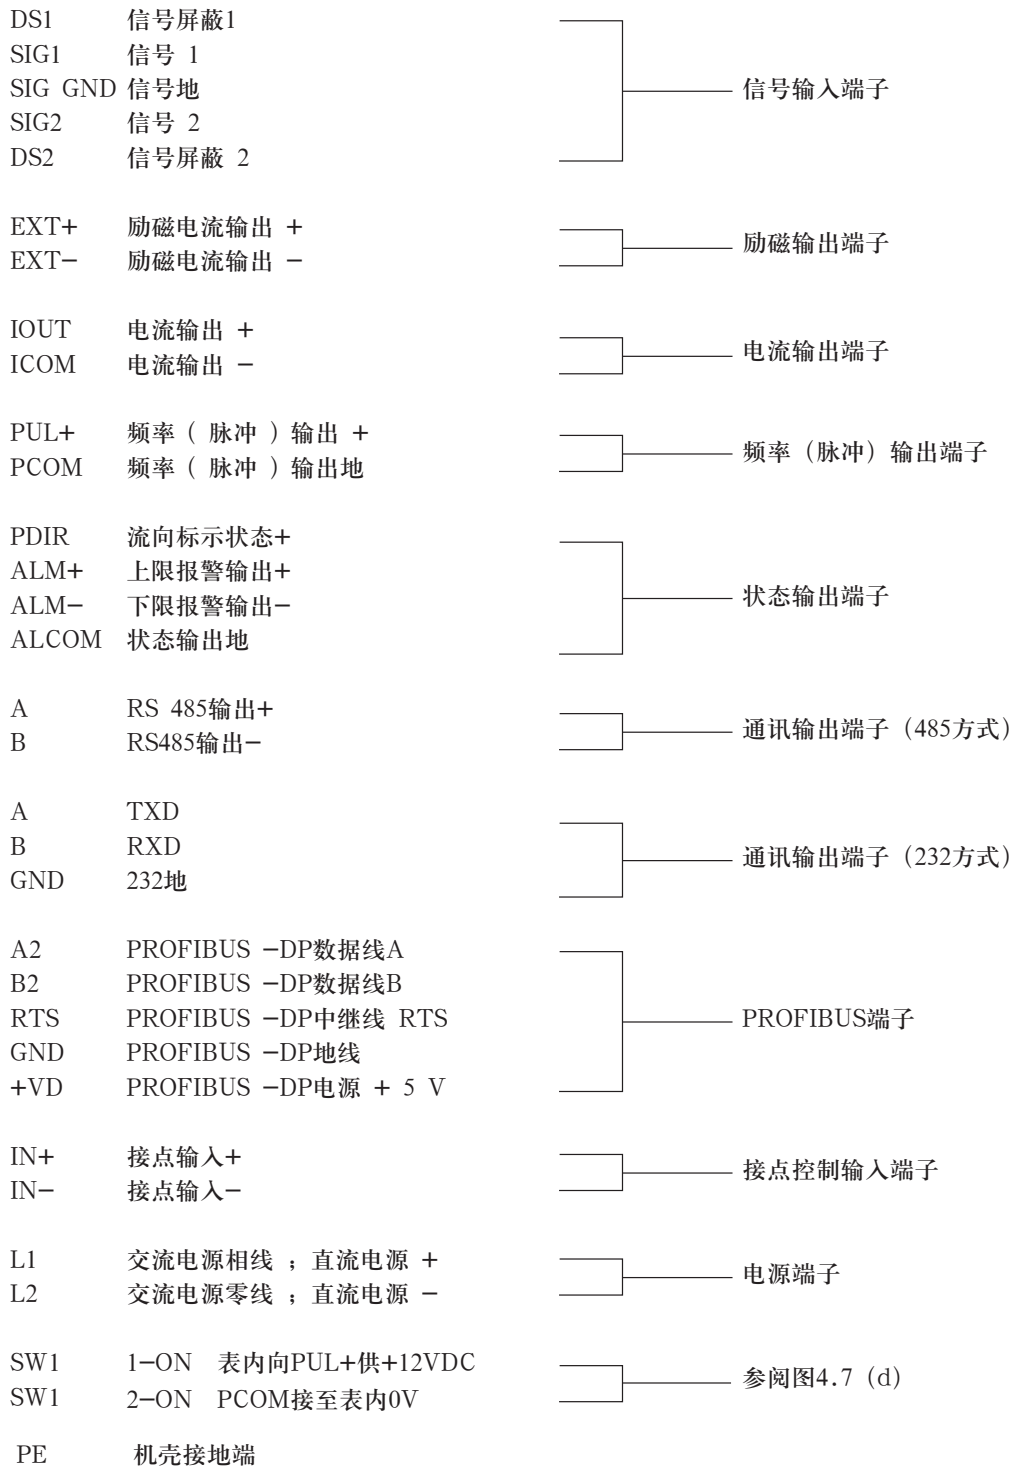 DS1 信号屏蔽1
SIG1 信号 1
SIG GND 信号地
SIG2 信号 2
DS2 信号屏蔽 2
信号输入端子
EXT+ 励磁电流输出 +
EXT− 励磁电流输出 −
励磁输出端子
IOUT 电流输出 +
ICOM 电流输出 −
电流输出端子
PUL+ 频率（ 脉冲 ）输出 +
PCOM 频率（ 脉冲 ）输出地
频率（脉冲）输出端子
PDIR 流向标示状态+
ALM+ 上限报警输出+
ALM− 下限报警输出−
ALCOM 状态输出地
状态输出端子
A RS 485输出+
B RS485输出−
通讯输出端子（485方式）
A TXD
B RXD
GND 232地
通讯输出端子（232方式）
A2 PROFIBUS −DP数据线A
B2 PROFIBUS −DP数据线B
RTS PROFIBUS −DP中继线 RTS
GND PROFIBUS −DP地线
+VD PROFIBUS −DP电源 + 5 V
PROFIBUS端子
IN+ 接点输入+
IN− 接点输入−
接点控制输入端子
L1 交流电源相线 ；直流电源 +
L2 交流电源零线 ；直流电源 −
电源端子
SW1 1−ON 表内向PUL+供+12VDC
SW1 2−ON PCOM接至表内0V
参阅图4.7（d）
PE 机壳接地端